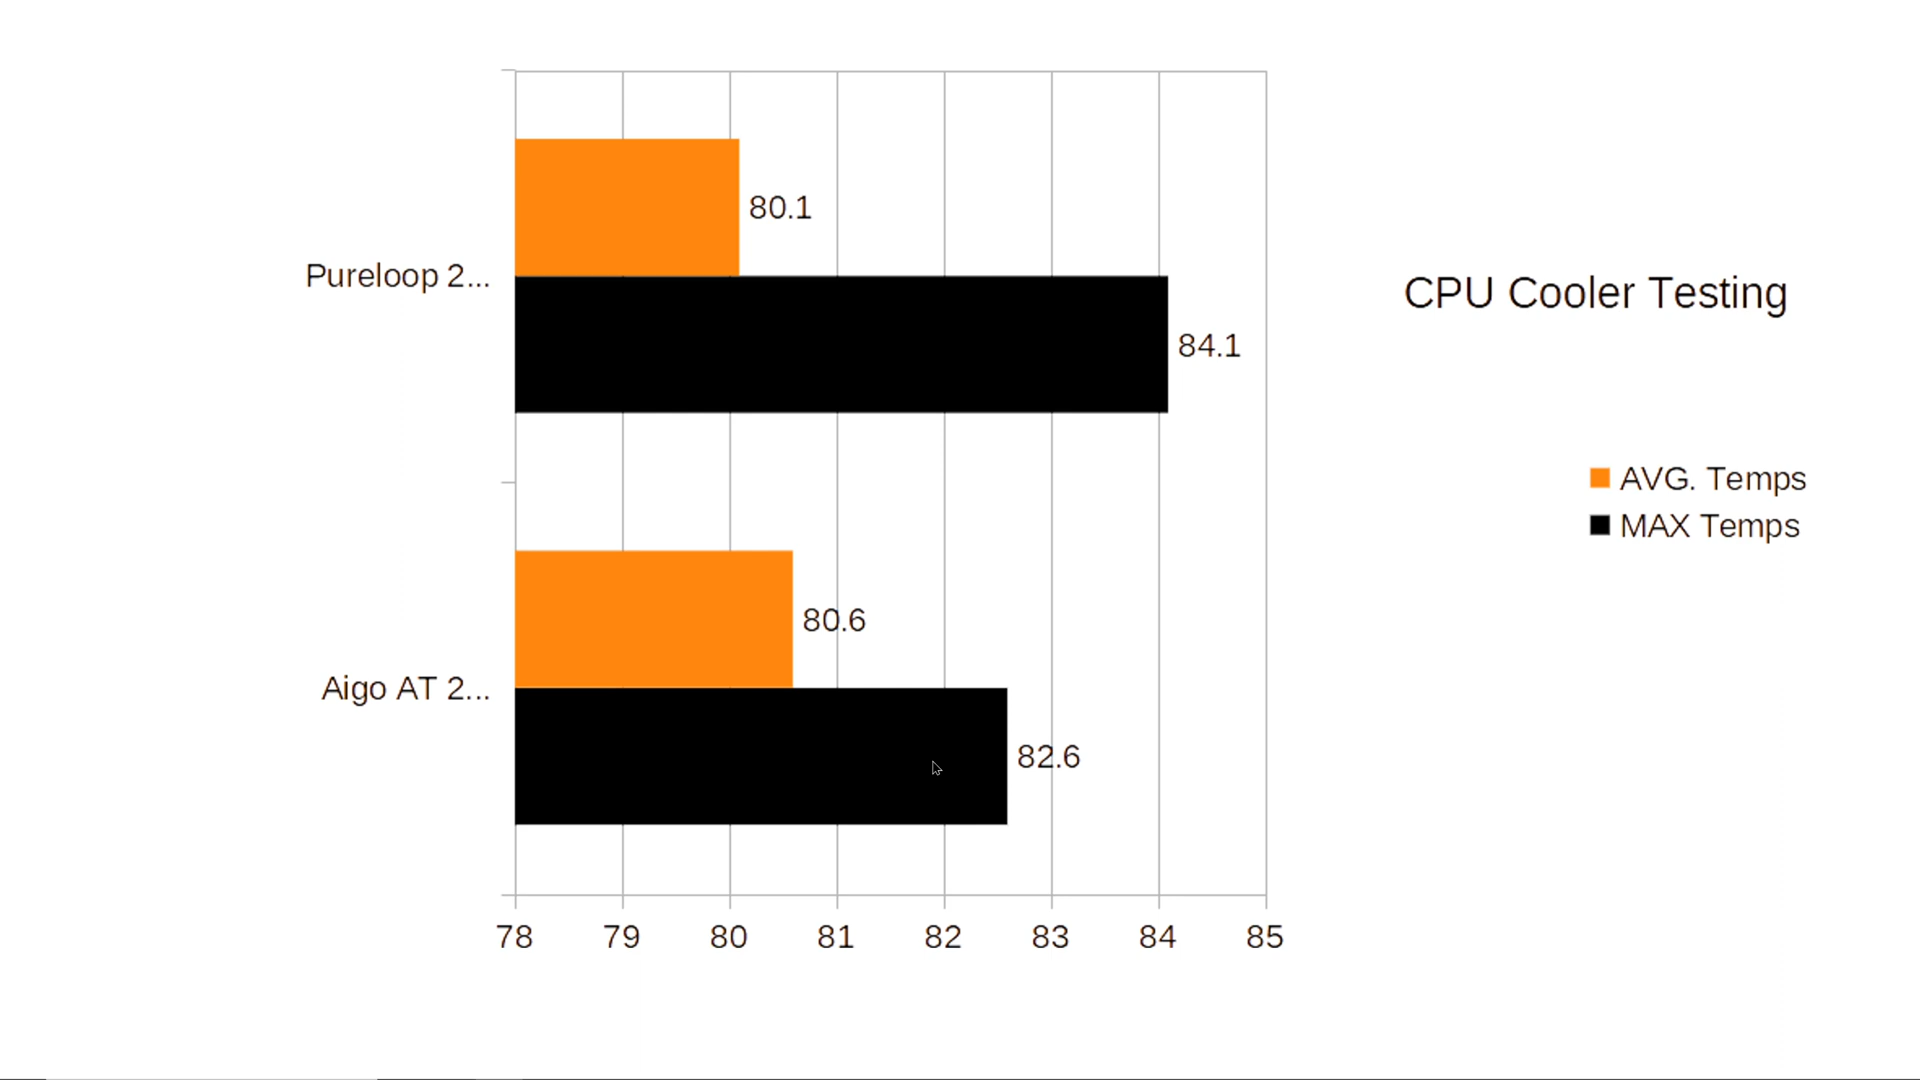 80.1
Pureloop 2...
84.1
80.6
Aigo AT 2...
82.6
78 79 80 81 82 83 84 85
CPU Cooler Testing
AVG. Temps
MAX Temps